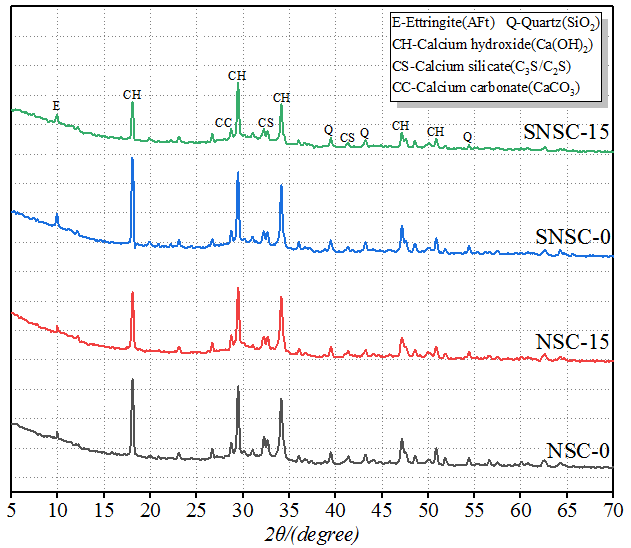 E-Ettringite(AFt) Q-Quartz(SiO₂)
CH-Calcium hydroxide(Ca(OH)₂)
CS-Calcium silicate(C₃S/C₂S)
CC-Calcium carbonate(CaCO₃)
E CH CC CH CS CH Q CS Q CH CH Q
SNSC-15
SNSC-0
NSC-15
NSC-0
5 10 15 20 25 30 35 40 45 50 55 60 65 70
2θ/(degree)